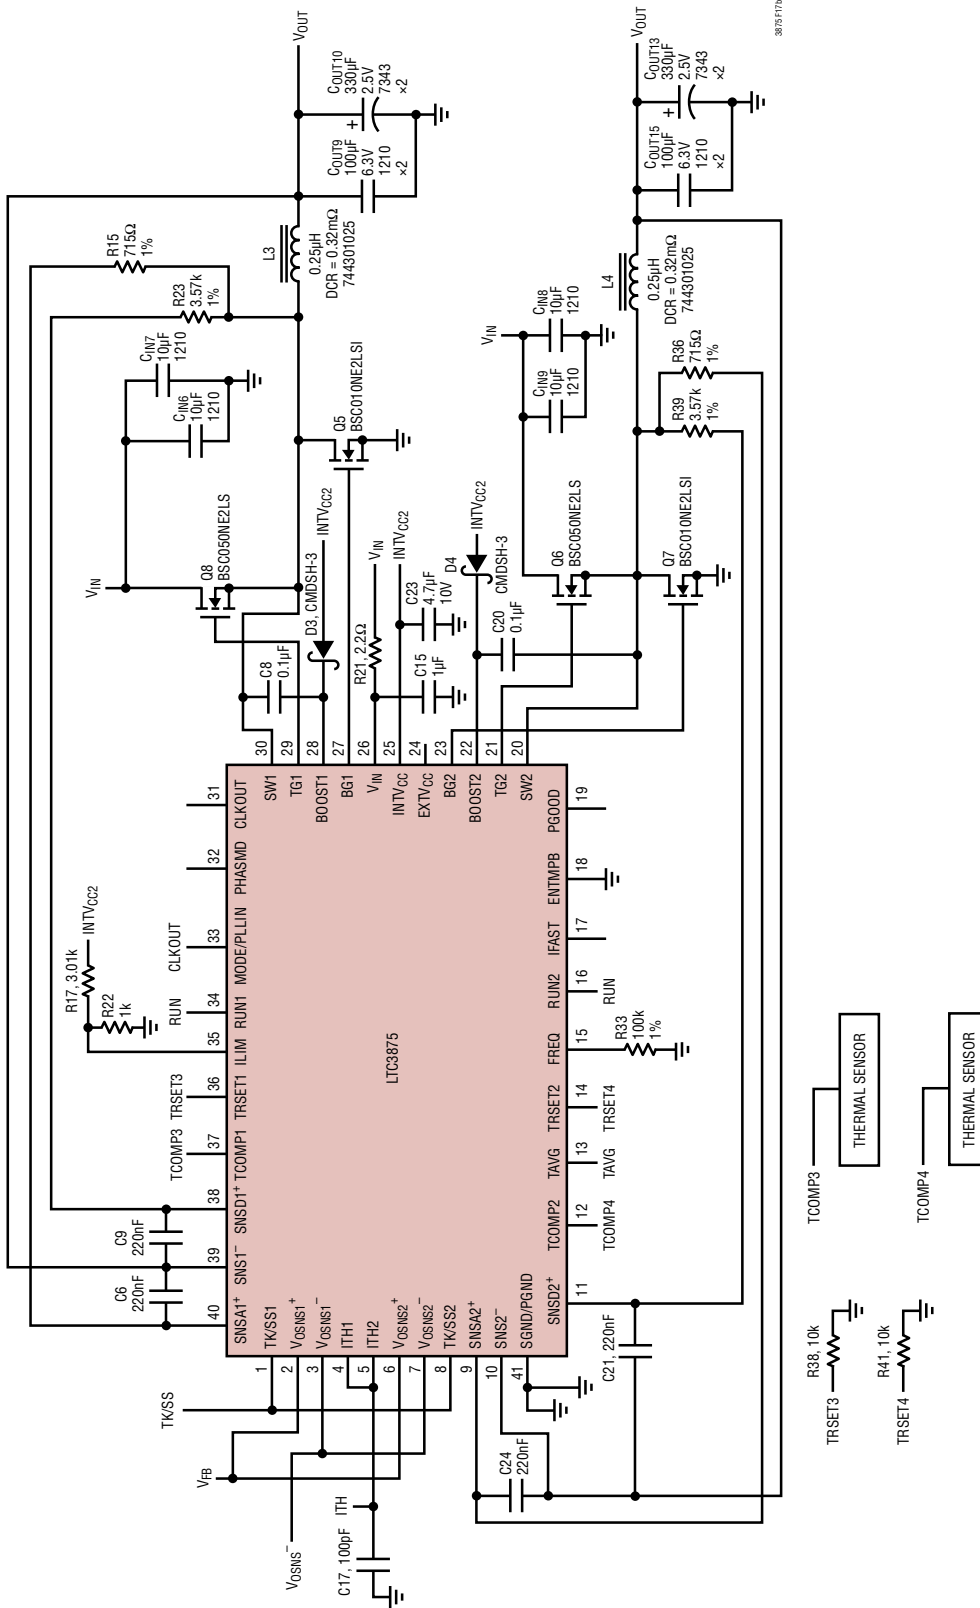 TK/SS
VFB
VOSNS–
ITH
C17, 100pF
C6
220nF
C9
220nF
TCOMP3
TRSET3
R17, 3.01k
INTVCC2
R22
1k
RUN
CLKOUT
40
39
38
37
36
35
34
33
32
31
SNSA1+
SNS1–
SNSD1+
TCOMP1
TRSET1
ILIM
RUN1
MODE/PLLIN
PHASMD
CLKOUT
1
TK/SS1
2
VOSNS1+
3
VOSNS1–
4
ITH1
5
ITH2
6
VOSNS2+
7
VOSNS2–
8
TK/SS2
9
SNSA2+
10
SNS2–
41
SGND/PGND
LTC3875
SW1
30
TG1
29
BOOST1
28
BG1
27
VIN
26
INTVCC
25
EXTVCC
24
BG2
23
BOOST2
22
TG2
21
SW2
20
SNSD2+
TCOMP2
TAVG
TRSET2
FREQ
RUN2
IFAST
ENTMPB
PGOOD
11
12
13
14
15
16
17
18
19
TCOMP4
TAVG
TRSET4
RUN
R33
100k
1%
C24
220nF
C21, 220nF
VIN
CIN6
10µF
1210
CIN7
10µF
1210
R23
3.57k
1%
R15
715Ω
1%
Q8
BSC050NE2LS
C8
0.1µF
D3, CMDSH-3
INTVCC2
Q5
BSC010NE2LSI
L3
0.25µH
DCR = 0.32mΩ
744301025
COUT9
100µF
6.3V
1210
×2
+
COUT10
330µF
2.5V
7343
×2
VOUT
R21, 2.2Ω
VIN
C15
1µF
INTVCC2
C23
4.7µF
10V
D4
CMDSH-3
INTVCC2
C20
0.1µF
VIN
CIN9
10µF
1210
CIN8
10µF
1210
Q6
BSC050NE2LS
Q7
BSC010NE2LSI
R39
3.57k
1%
R36
715Ω
1%
L4
0.25µH
DCR = 0.32mΩ
744301025
COUT15
100µF
6.3V
1210
×2
+
COUT13
330µF
2.5V
7343
×2
VOUT
TRSET3
R38, 10k
TRSET4
R41, 10k
TCOMP3
THERMAL SENSOR
TCOMP4
THERMAL SENSOR
3875 F17b